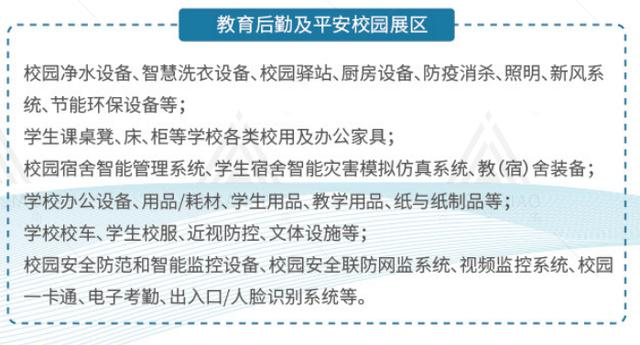 教育后勤及平安校园展区
校园净水设备、智慧洗衣设备、校园驿站、厨房设备、防疫消杀、照明、新风系
统、节能环保设备等；
学生课桌凳、床、柜等学校各类校用及办公家具；
校园宿舍智能管理系统、学生宿舍智能灾害模拟仿真系统、教（宿）舍装备；
学校办公设备、用品/耗材、学生用品、教学用品、纸与纸制品等；
学校校车、学生校服、近视防控、文体设施等；
校园安全防范和智能监控设备、校园安全联防网监系统、视频监控系统、校园
一卡通、电子考勤、出入口/人脸识别系统等。